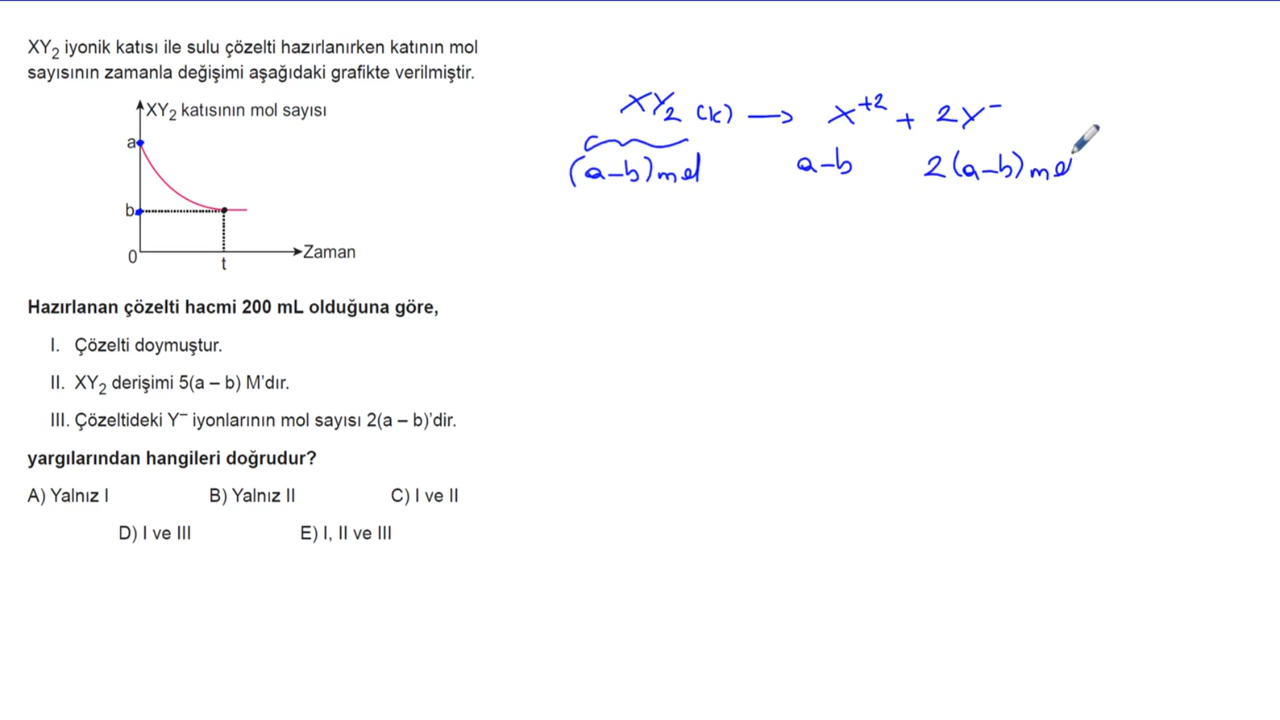 XY₂ iyonik katısı ile sulu çözelti hazırlanırken katının mol
sayısının zamanla değişimi aşağıdaki grafikte verilmiştir.
XY₂ katısının mol sayısı
a
b
0
t
Zaman
XY₂ (k) → X⁺² + 2Y⁻
(a–b) mol a–b 2(a–b) mol
Hazırlanan çözelti hacmi 200 mL olduğuna göre,
I. Çözelti doymuştur.
II. XY₂ derişimi 5(a – b) M'dır.
III. Çözeltideki Y⁻ iyonlarının mol sayısı 2(a – b)'dir.
yargılarından hangileri doğrudur?
A) Yalnız I B) Yalnız II C) I ve II
D) I ve III E) I, II ve III